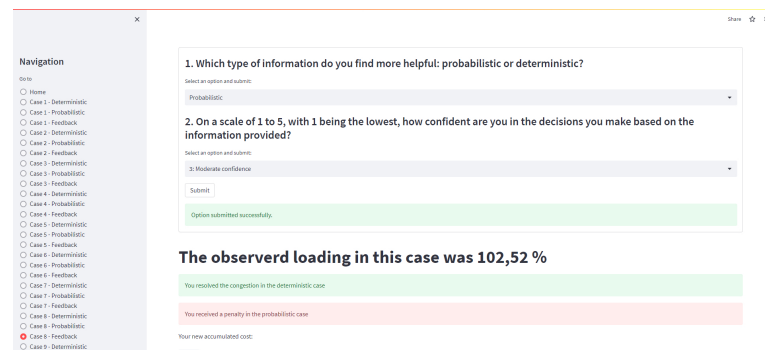 ×
Share
Navigation
Go to
Home
Case 1 - Deterministic
Case 1 - Probabilistic
Case 1 - Feedback
Case 2 - Deterministic
Case 2 - Probabilistic
Case 2 - Feedback
Case 3 - Deterministic
Case 3 - Probabilistic
Case 3 - Feedback
Case 4 - Deterministic
Case 4 - Probabilistic
Case 4 - Feedback
Case 5 - Deterministic
Case 5 - Probabilistic
Case 5 - Feedback
Case 6 - Deterministic
Case 6 - Probabilistic
Case 6 - Feedback
Case 7 - Deterministic
Case 7 - Probabilistic
Case 7 - Feedback
Case 8 - Deterministic
Case 8 - Probabilistic
Case 8 - Feedback
Case 9 - Deterministic
1. Which type of information do you find more helpful: probabilistic or deterministic?
Select an option and submit:
Probabilistic
2. On a scale of 1 to 5, with 1 being the lowest, how confident are you in the decisions you make based on the
information provided?
Select an option and submit:
3: Moderate confidence
Submit
Option submitted successfully.
The observerd loading in this case was 102,52 %
You resolved the congestion in the deterministic case
You received a penalty in the probabilistic case
Your new accumulated cost: